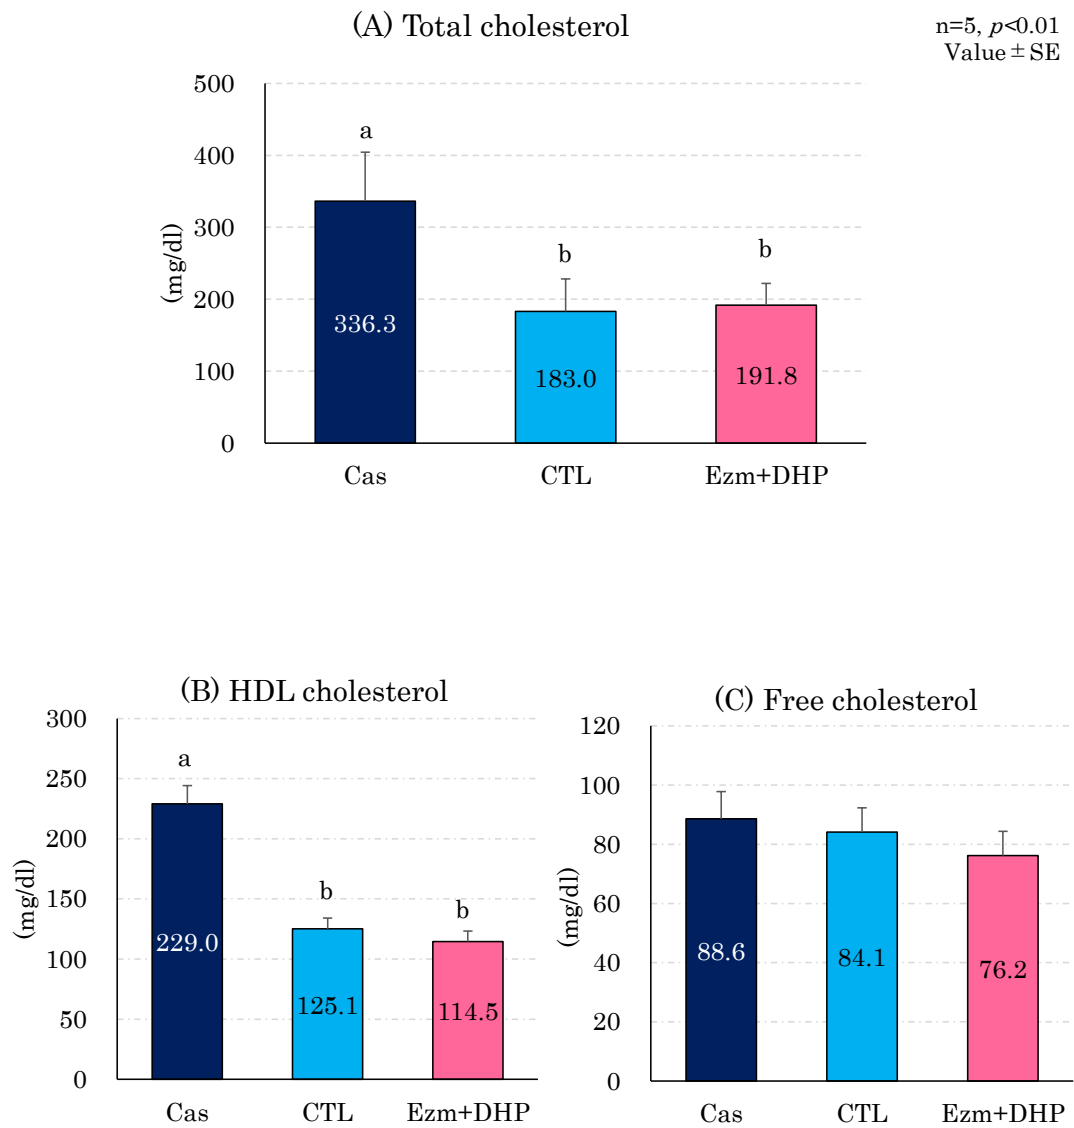 (A) Total cholesterol
n=5, p<0.01
Value ± SE
500
400
300
200
100
0
(mg/dl)
a
b
b
336.3
183.0
191.8
Cas
CTL
Ezm+DHP
(B) HDL cholesterol
300
250
200
150
100
50
0
(mg/dl)
a
b
b
229.0
125.1
114.5
Cas
CTL
Ezm+DHP
(C) Free cholesterol
120
100
80
60
40
20
0
(mg/dl)
88.6
84.1
76.2
Cas
CTL
Ezm+DHP